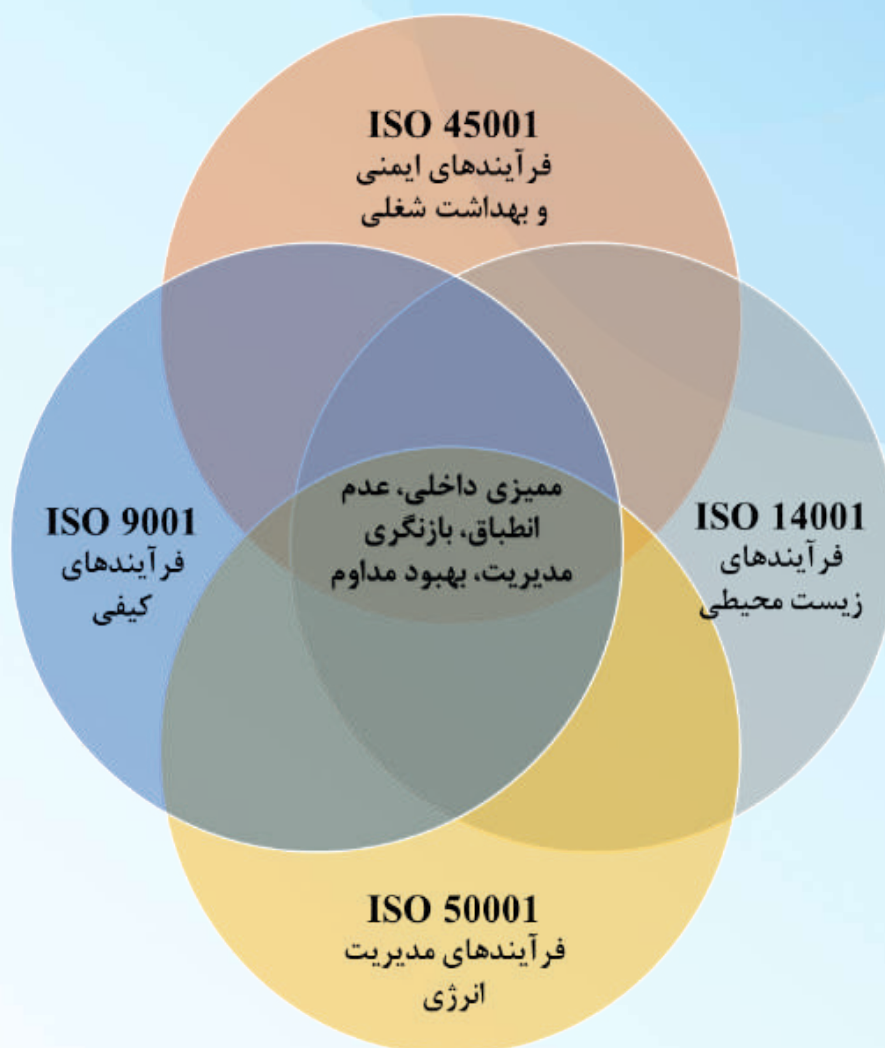 ISO 45001
فرآیندهای ایمنی
و بهداشت شغلی
ISO 9001
فرآیندهای
کیفی
ممیزی داخلی، عدم
انطباق، بازنگری
مدیریت، بهبود مداوم
ISO 14001
فرآیندهای
زیست محیطی
ISO 50001
فرآیندهای مدیریت
انرژی